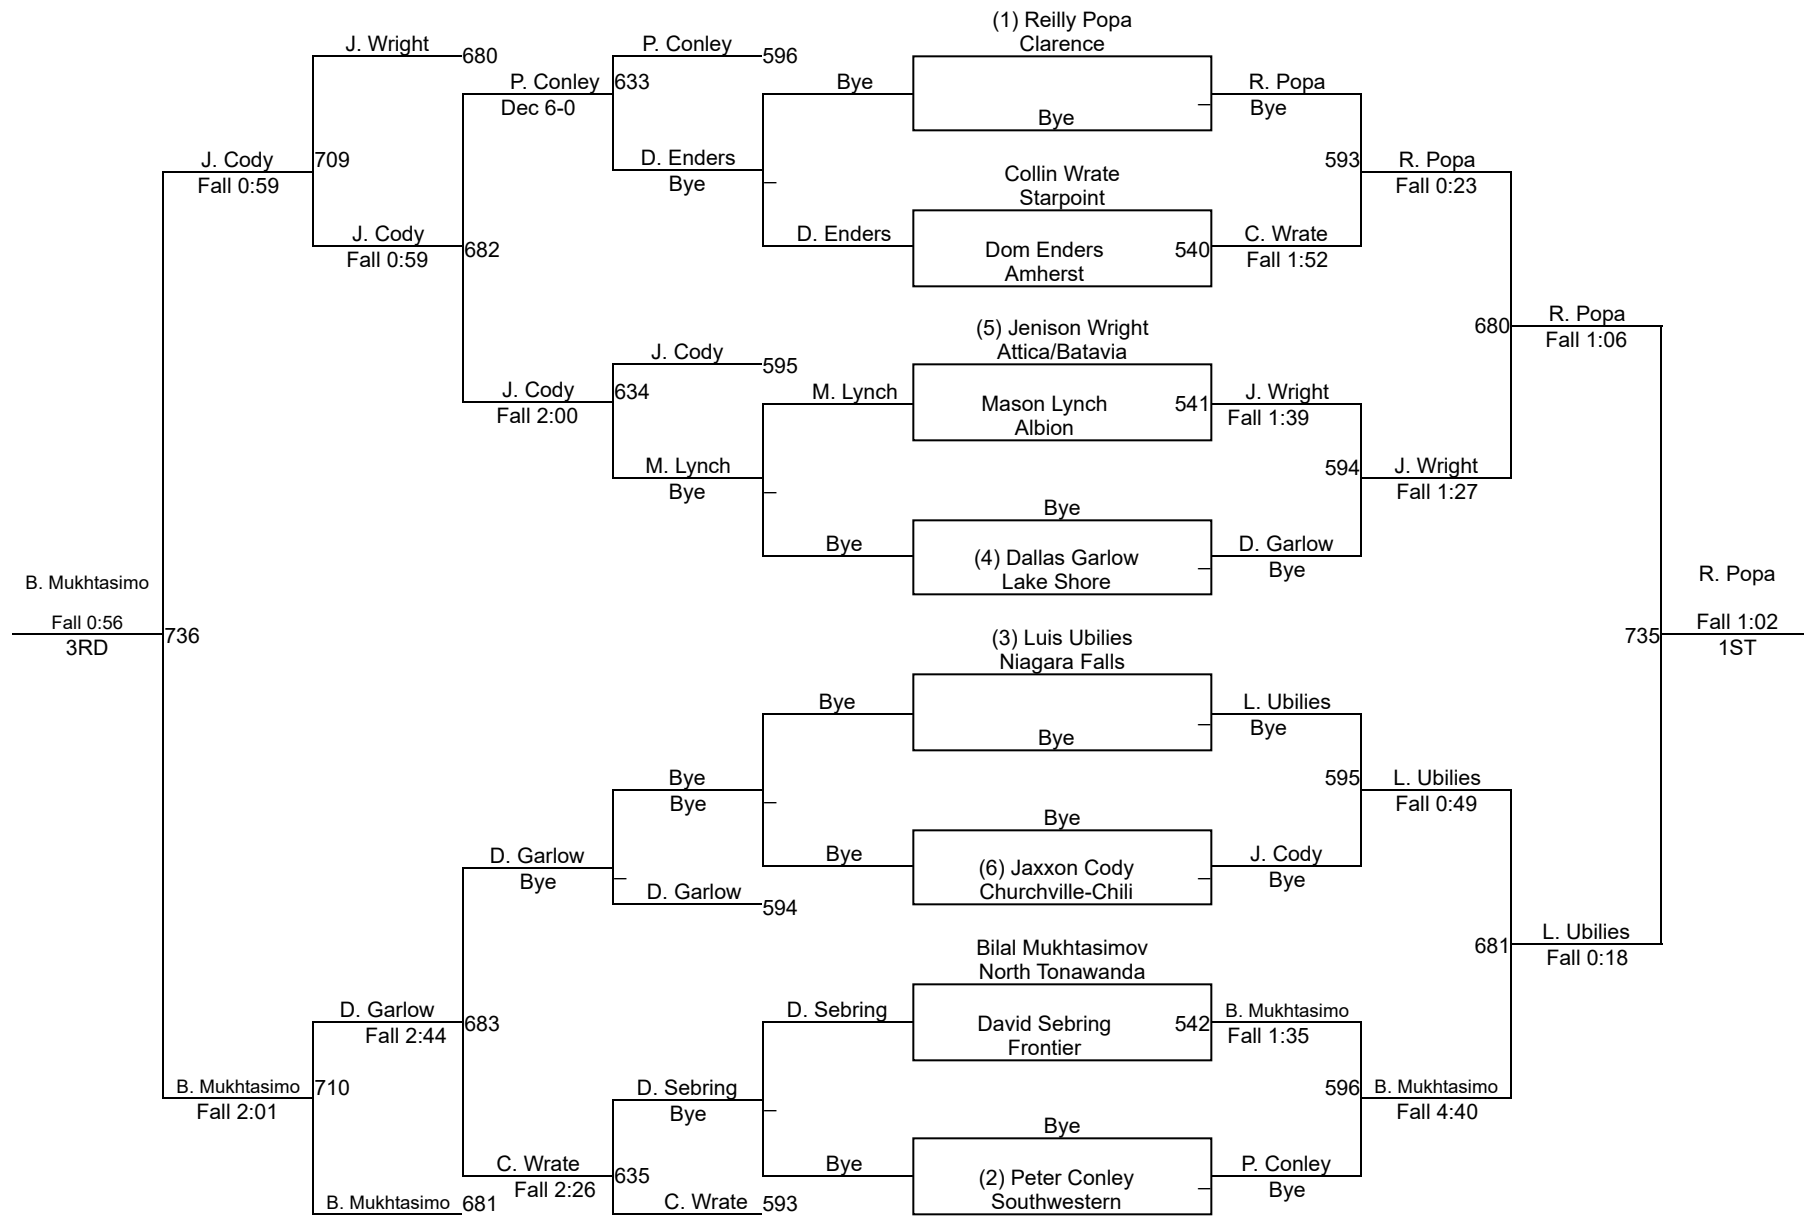 (1) Reilly Popa
Clarence
Bye
Collin Wrate
Starpoint
Dom Enders
Amherst
540
(5) Jenison Wright
Attica/Batavia
Mason Lynch
Albion
541
Bye
(4) Dallas Garlow
Lake Shore
(3) Luis Ubilies
Niagara Falls
Bye
Bye
(6) Jaxxon Cody
Churchville-Chili
Bilal Mukhtasimov
North Tonawanda
David Sebring
Frontier
542
Bye
(2) Peter Conley
Southwestern
R. Popa
Bye
593
C. Wrate
Fall 1:52
J. Wright
Fall 1:39
594
D. Garlow
Bye
L. Ubilies
Bye
595
J. Cody
Bye
B. Mukhtasimo
Fall 1:35
596
P. Conley
Bye
R. Popa
Fall 0:23
680
J. Wright
Fall 1:27
L. Ubilies
Fall 0:49
681
B. Mukhtasimo
Fall 4:40
R. Popa
Fall 1:06
735
L. Ubilies
Fall 0:18
R. Popa
Fall 1:02
1ST
Bye
D. Enders
M. Lynch
Bye
Bye
Bye
D. Sebring
Bye
P. Conley
596
D. Enders
Bye
J. Cody
595
M. Lynch
Bye
Bye
Bye
D. Garlow
594
D. Sebring
Bye
C. Wrate
593
P. Conley
633
Dec 6-0
J. Cody
634
Fall 2:00
D. Garlow
Bye
C. Wrate
635
Fall 2:26
J. Wright
680
J. Cody
682
Fall 0:59
D. Garlow
683
Fall 2:44
B. Mukhtasimo
681
J. Cody
709
Fall 0:59
B. Mukhtasimo
710
Fall 2:01
B. Mukhtasimo
Fall 0:56
736
3RD